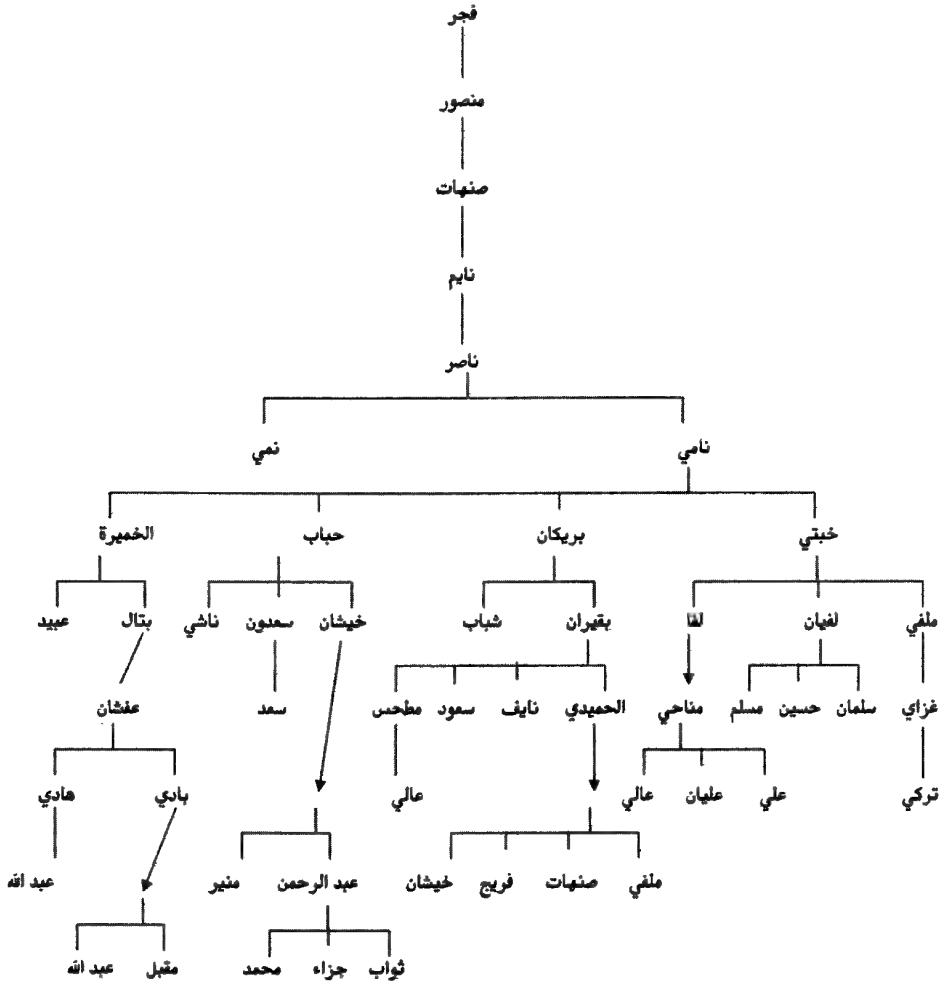 فجر
منصور
صنهات
نايم
ناصر
نامي نمي
خبتي بريكان حباب الخميرة
ملفي لفيان لفا بقيران شباب خيشان سعدون ناشي بتال عبيد
غزاي سلمان حسين مسلم مناحي الحميدي نايف سعود مطحس سعد عفشان
تركي علي عليان عالي عالي بادي هادي
ملفي صنهات فريج خيشان عبد الرحمن منير عبد الله
ثواب جزاء محمد مقبل عبد الله